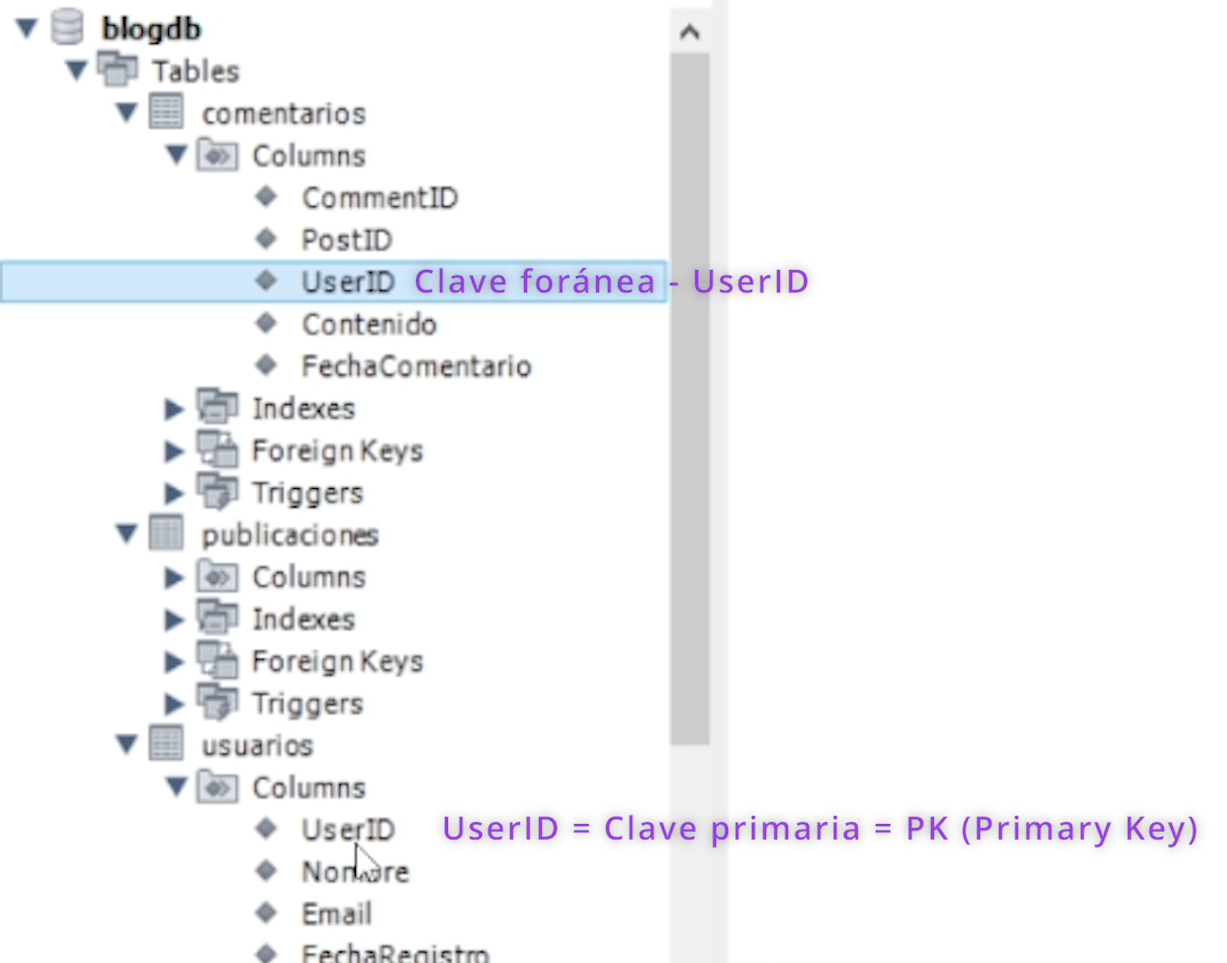 blogdb
Tables
comentarios
Columns
CommentID
PostID
UserID Clave foránea - UserID
Contenido
FechaComentario
Indexes
Foreign Keys
Triggers
publicaciones
Columns
Indexes
Foreign Keys
Triggers
usuarios
Columns
UserID UserID = Clave primaria = PK (Primary Key)
Nombre
Email
FechaRegistro